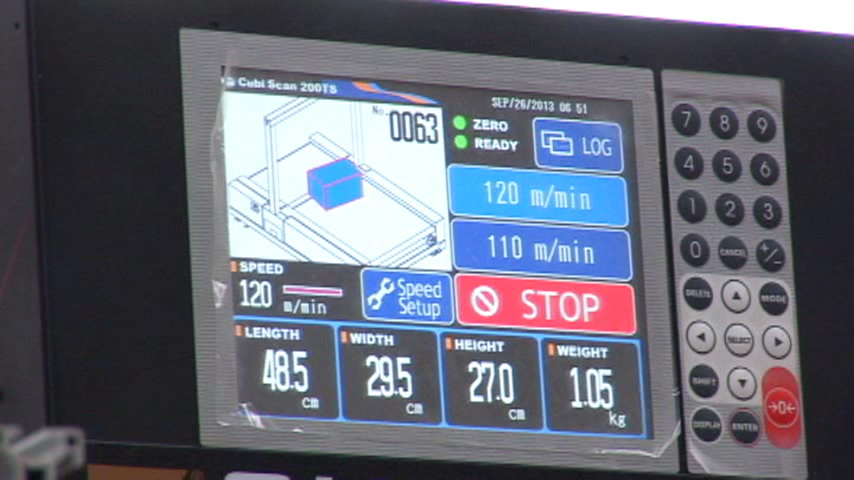 Cubi Scan 200TS
SEP/26/2013 06 51
No. 0063
ZERO
READY
LOG
120 m/min
110 m/min
SPEED
120 m/min
Speed Setup
STOP
LENGTH
48.5 cm
WIDTH
29.5 cm
HEIGHT
27.0 cm
WEIGHT
1.05 kg
7 8 9
4 5 6
1 2 3
0 CANCEL +/-
DELETE MODE
SELECT
SHIFT
DISPLAY ENTER
→0←